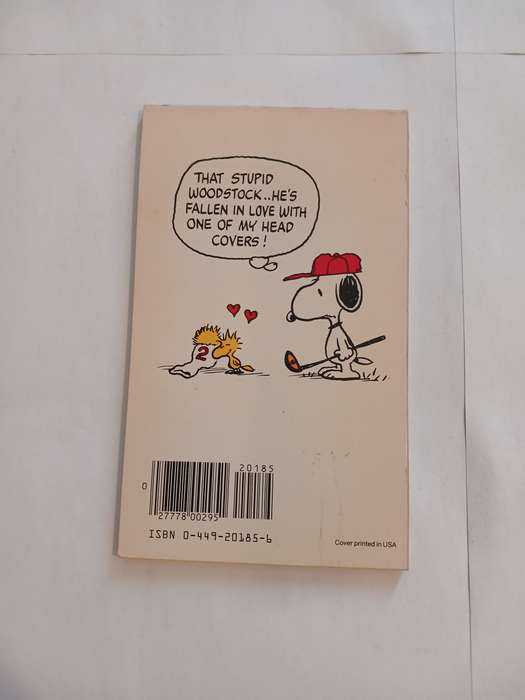 THAT STUPID
WOODSTOCK..HE'S
FALLEN IN LOVE WITH
ONE OF MY HEAD
COVERS!
2
20185
0
27778 00295
ISBN 0-449-20185-6
Cover printed in USA